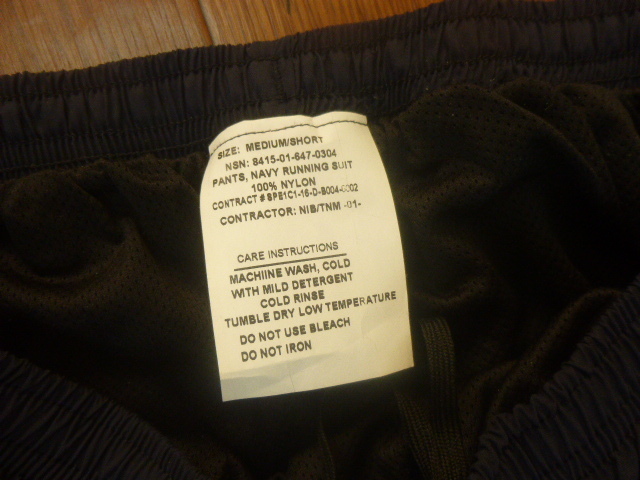 SIZE: MEDIUM/SHORT
NSN: 8415-01-647-0304
PANTS, NAVY RUNNING SUIT
100% NYLON
CONTRACT # SPE1C1-16-D-B004-0002
CONTRACTOR: NIB/TNM -01-
CARE INSTRUCTIONS
MACHIINE WASH, COLD
WITH MILD DETERGENT
COLD RINSE
TUMBLE DRY LOW TEMPERATURE
DO NOT USE BLEACH
DO NOT IRON